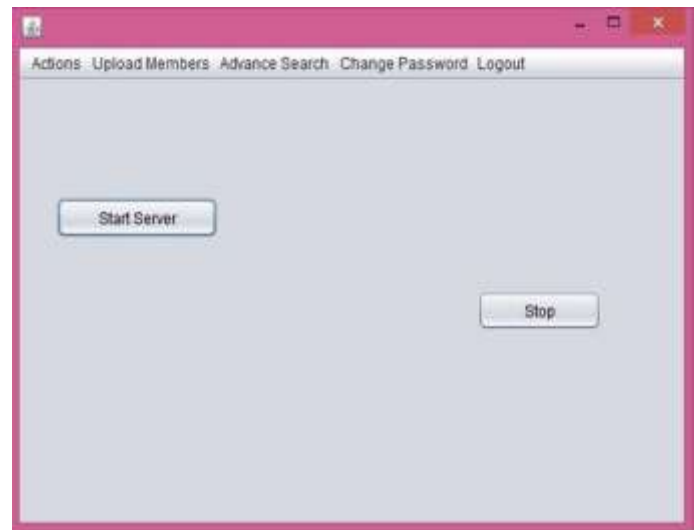 Actions Upload Members Advance Search Change Password Logout
Start Server
Stop